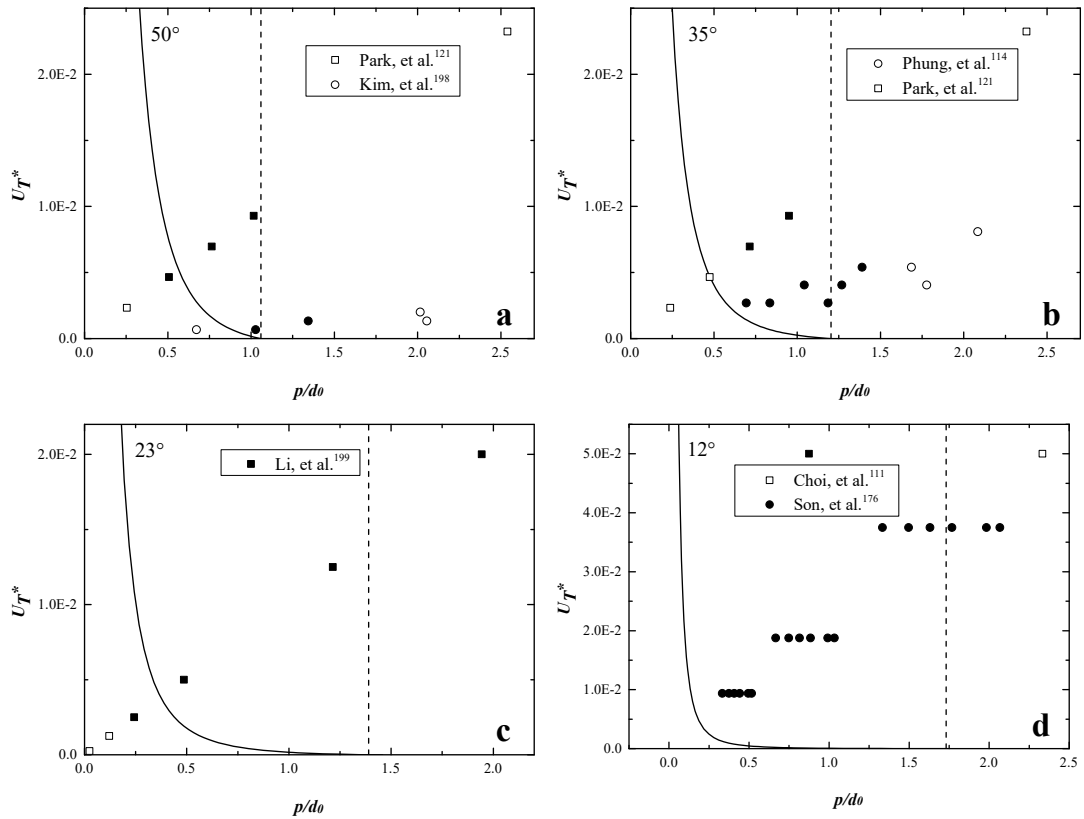 50°
Park, et al.121
Kim, et al.198
2.0E-2
1.0E-2
0.0
UT*
a
0.0 0.5 1.0 1.5 2.0 2.5
p/d0
35°
Phung, et al.114
Park, et al.121
2.0E-2
1.0E-2
0.0
UT*
b
0.0 0.5 1.0 1.5 2.0 2.5
p/d0
23°
Li, et al.199
2.0E-2
1.0E-2
0.0
UT*
c
0.0 0.5 1.0 1.5 2.0
p/d0
12°
Choi, et al.111
Son, et al.176
5.0E-2
4.0E-2
3.0E-2
2.0E-2
1.0E-2
0.0
UT*
d
0.0 0.5 1.0 1.5 2.0 2.5
p/d0